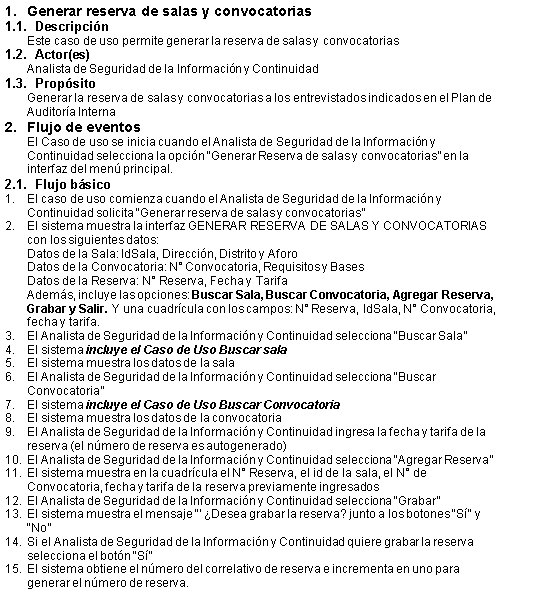 1. Generar reserva de salas y convocatorias
1.1. Descripción
Este caso de uso permite generar la reserva de salas y convocatorias
1.2. Actor(es)
Analista de Seguridad de la Información y Continuidad
1.3. Propósito
Generar la reserva de salas y convocatorias a los entrevistados indicados en el Plan de
Auditoría Interna
2. Flujo de eventos
El Caso de uso se inicia cuando el Analista de Seguridad de la Información y
Continuidad selecciona la opción "Generar Reserva de salas y convocatorias" en la
interfaz del menú principal.
2.1. Flujo básico
1. El caso de uso comienza cuando el Analista de Seguridad de la Información y
Continuidad solicita "Generar reserva de salas y convocatorias"
2. El sistema muestra la interfaz GENERAR RESERVA DE SALAS Y CONVOCATORIAS
con los siguientes datos:
Datos de la Sala: IdSala, Dirección, Distrito y Aforo
Datos de la Convocatoria: N° Convocatoria, Requisitos y Bases
Datos de la Reserva: N° Reserva, Fecha y Tarifa
Además, incluye las opciones: Buscar Sala, Buscar Convocatoria, Agregar Reserva,
Grabar y Salir. Y una cuadrícula con los campos: N° Reserva, IdSala, N° Convocatoria,
fecha y tarifa.
3. El Analista de Seguridad de la Información y Continuidad selecciona "Buscar Sala"
4. El sistema incluye el Caso de Uso Buscar sala
5. El sistema muestra los datos de la sala
6. El Analista de Seguridad de la Información y Continuidad selecciona "Buscar
Convocatoria"
7. El sistema incluye el Caso de Uso Buscar Convocatoria
8. El sistema muestra los datos de la convocatoria
9. El Analista de Seguridad de la Información y Continuidad ingresa la fecha y tarifa de la
reserva (el número de reserva es autogenerado)
10. El Analista de Seguridad de la Información y Continuidad selecciona "Agregar Reserva"
11. El sistema muestra en la cuadrícula el N° Reserva, el id de la sala, el N° de
Convocatoria, fecha y tarifa de la reserva previamente ingresados
12. El Analista de Seguridad de la Información y Continuidad selecciona "Grabar"
13. El sistema muestra el mensaje "' ¿Desea grabar la reserva? junto a los botones "Sí" y
"No"
14. Si el Analista de Seguridad de la Información y Continuidad quiere grabar la reserva
selecciona el botón "Sí"
15. El sistema obtiene el número del correlativo de reserva e incrementa en uno para
generar el número de reserva.